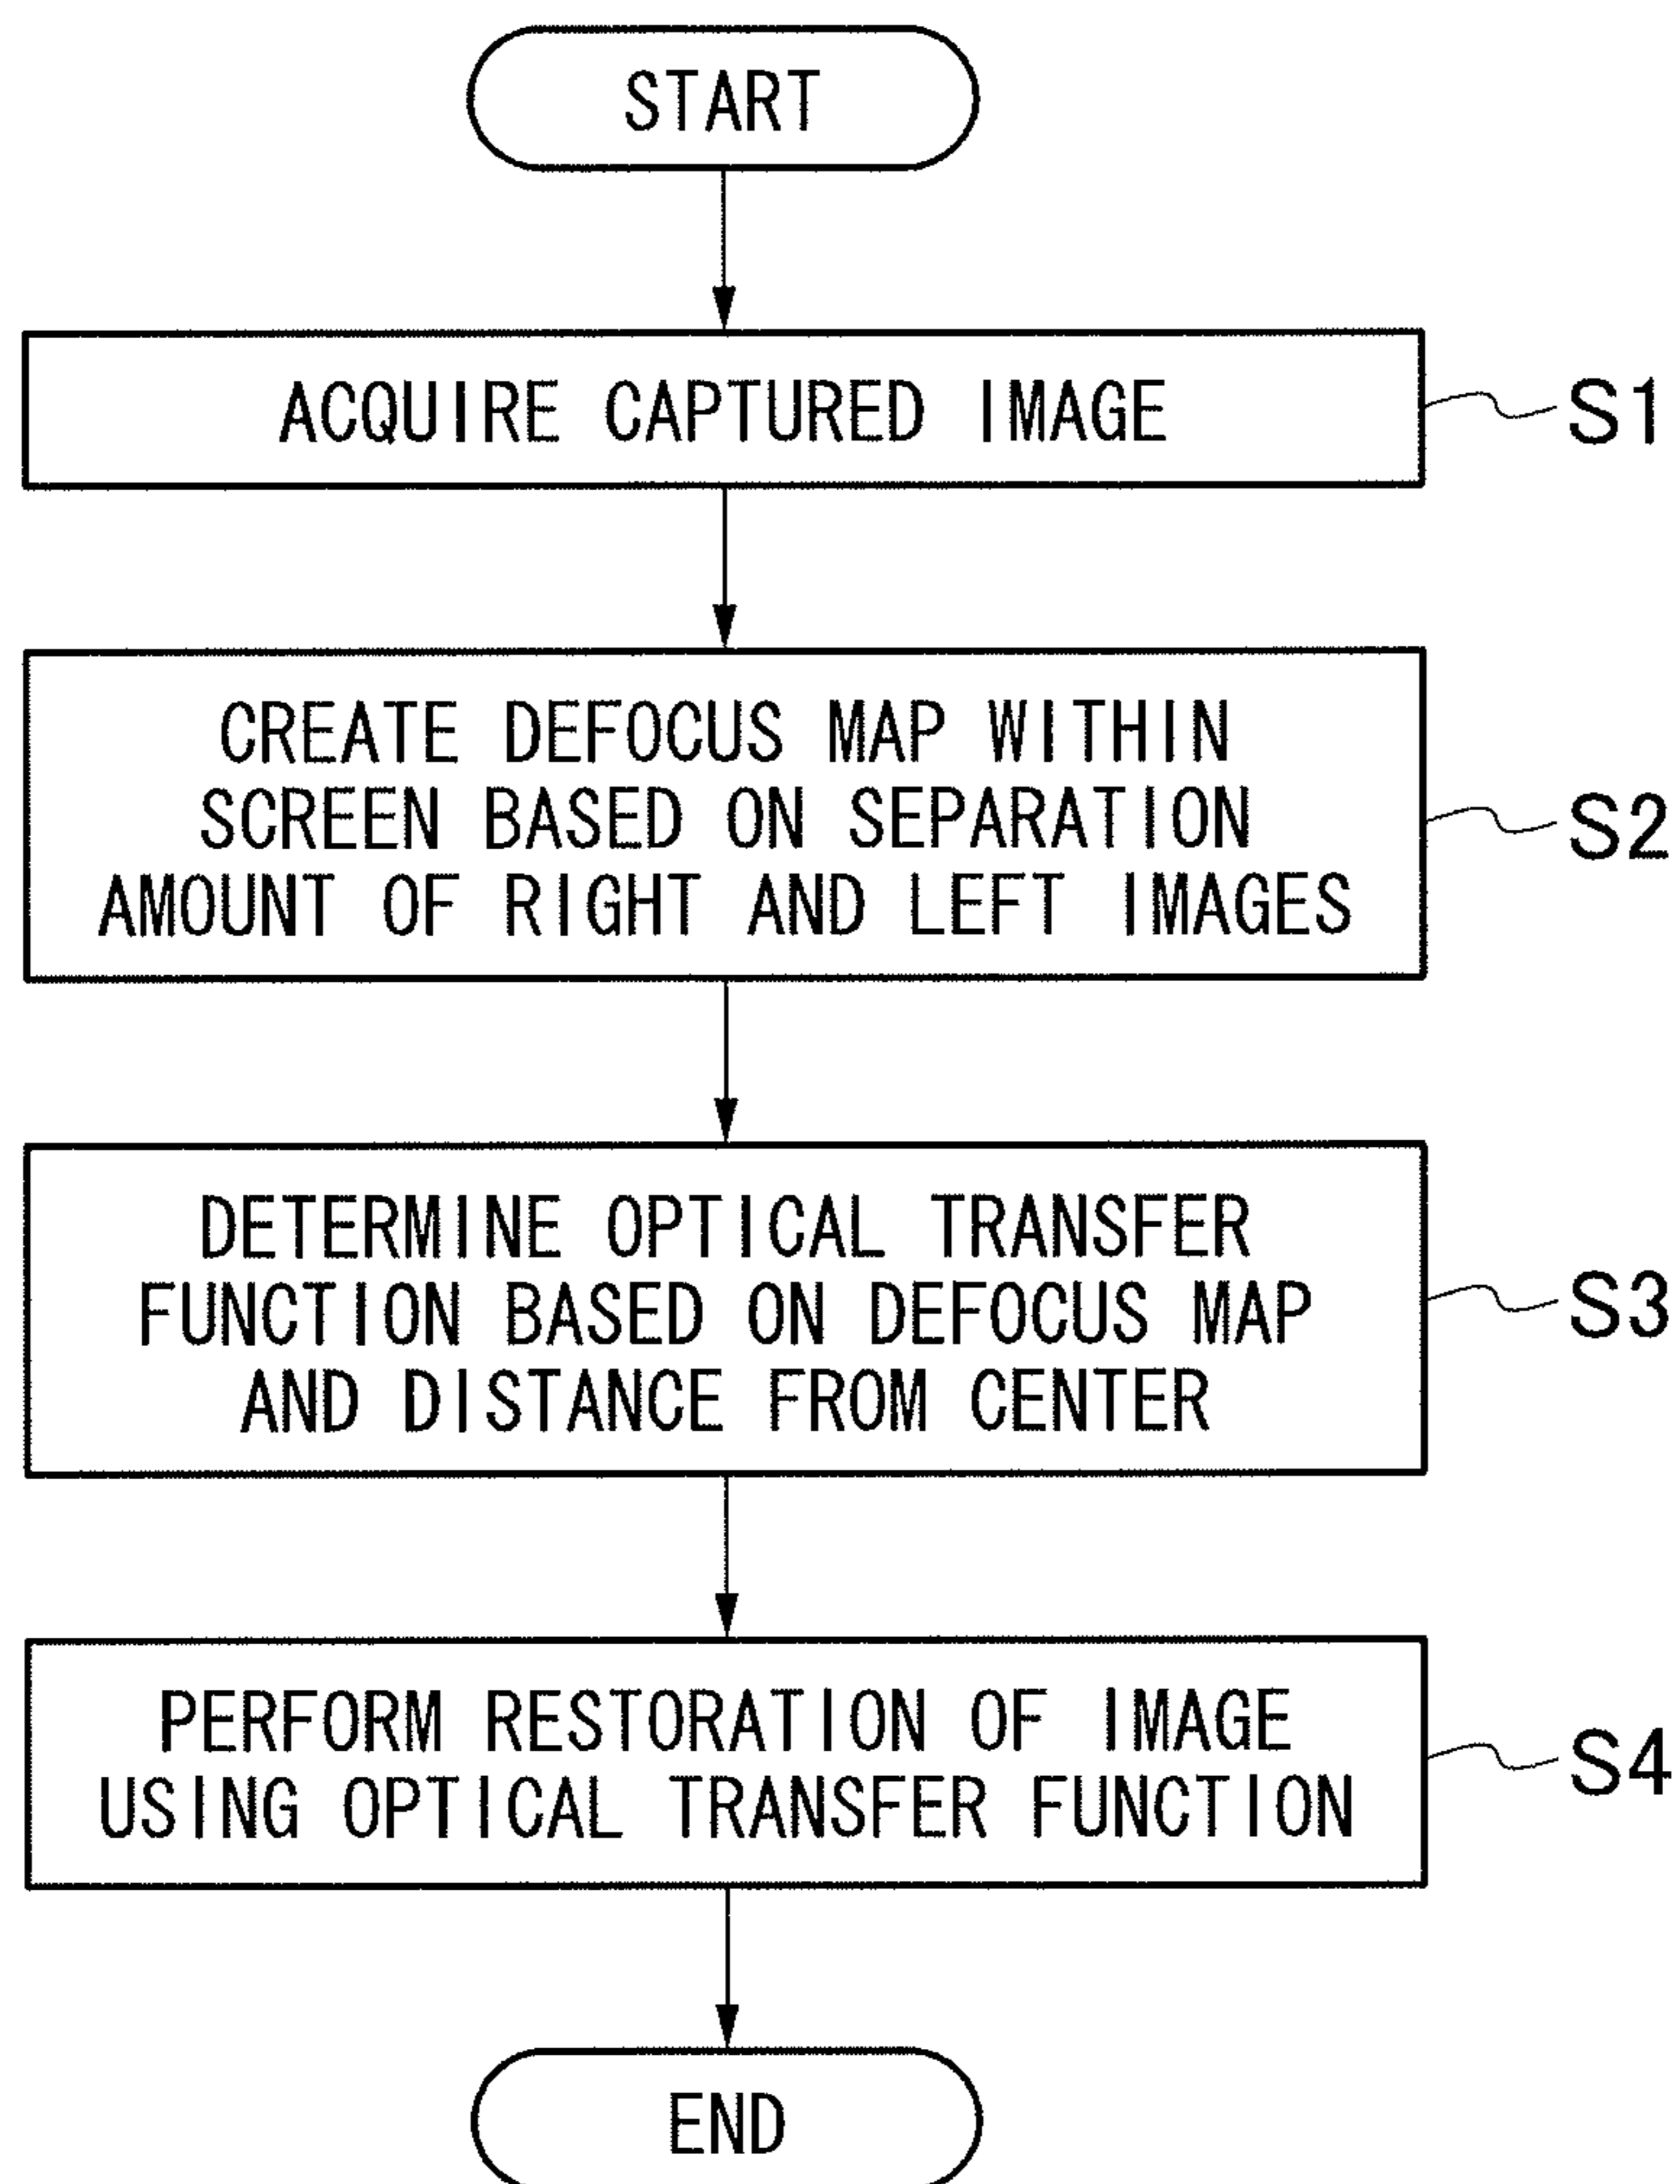 START
ACQUIRE CAPTURED IMAGE
S1
CREATE DEFOCUS MAP WITHIN
SCREEN BASED ON SEPARATION
AMOUNT OF RIGHT AND LEFT IMAGES
S2
DETERMINE OPTICAL TRANSFER
FUNCTION BASED ON DEFOCUS MAP
AND DISTANCE FROM CENTER
S3
PERFORM RESTORATION OF IMAGE
USING OPTICAL TRANSFER FUNCTION
S4
END